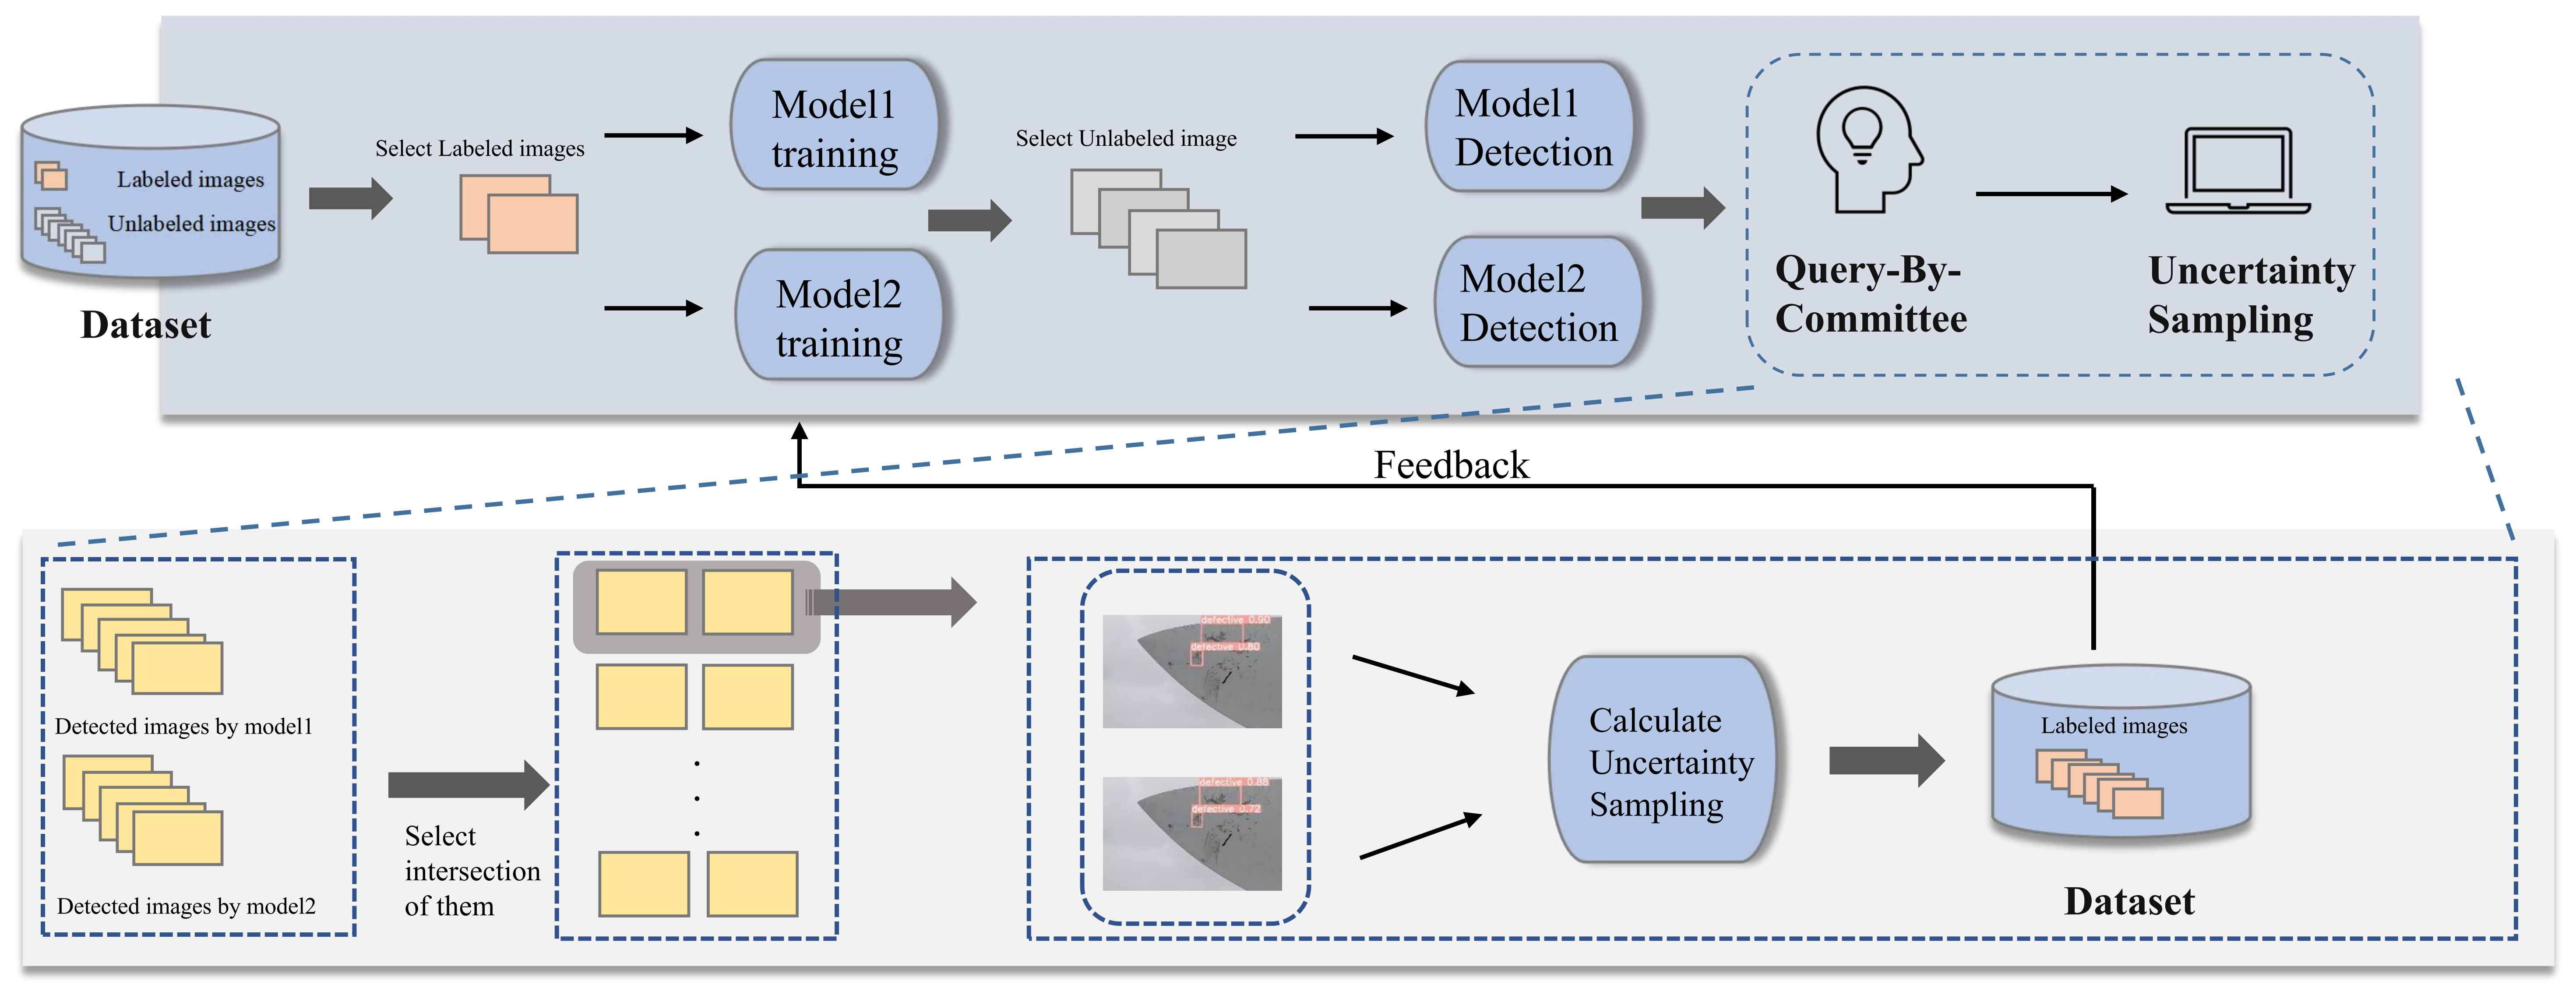 Labeled images
Unlabeled images
Dataset
Select Labeled images
Model1
training
Model2
training
Select Unlabeled image
Model1
Detection
Model2
Detection
Query-By-
Committee
Uncertainty
Sampling
Feedback
Detected images by model1
Detected images by model2
Select
intersection
of them
defective 0.90
defective 0.80
defective 0.88
defective 0.72
Calculate
Uncertainty
Sampling
Labeled images
Dataset